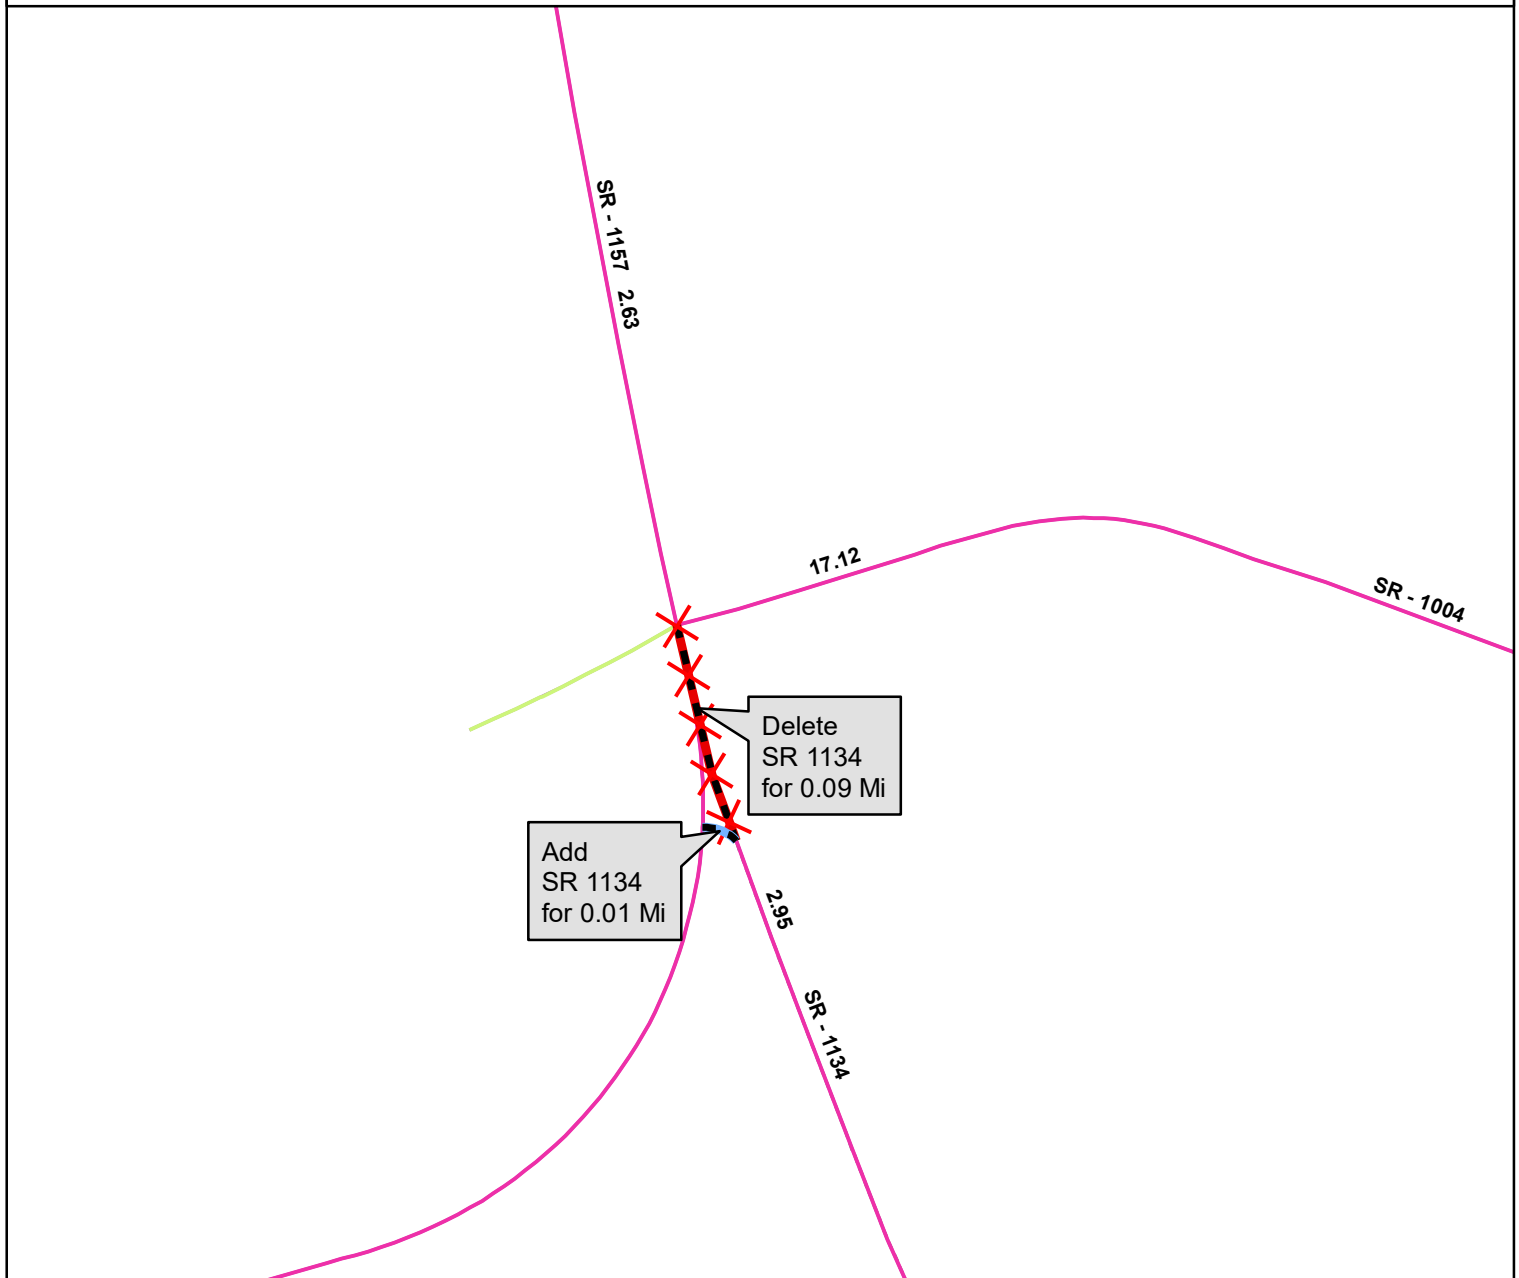 SR - 1157 2.63
17.12
SR - 1004
Delete
SR 1134
for 0.09 Mi
Add
SR 1134
for 0.01 Mi
2.95
SR - 1134